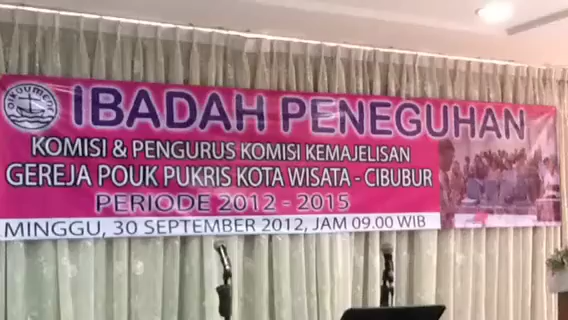 OIKOUMENE
IBADAH PENEGUHAN
KOMISI & PENGURUS KOMISI KEMAJELISAN
GEREJA POUK PUKRIS KOTA WISATA - CIBUBUR
PERIODE 2012 - 2015
MINGGU, 30 SEPTEMBER 2012, JAM 09.00 WIB